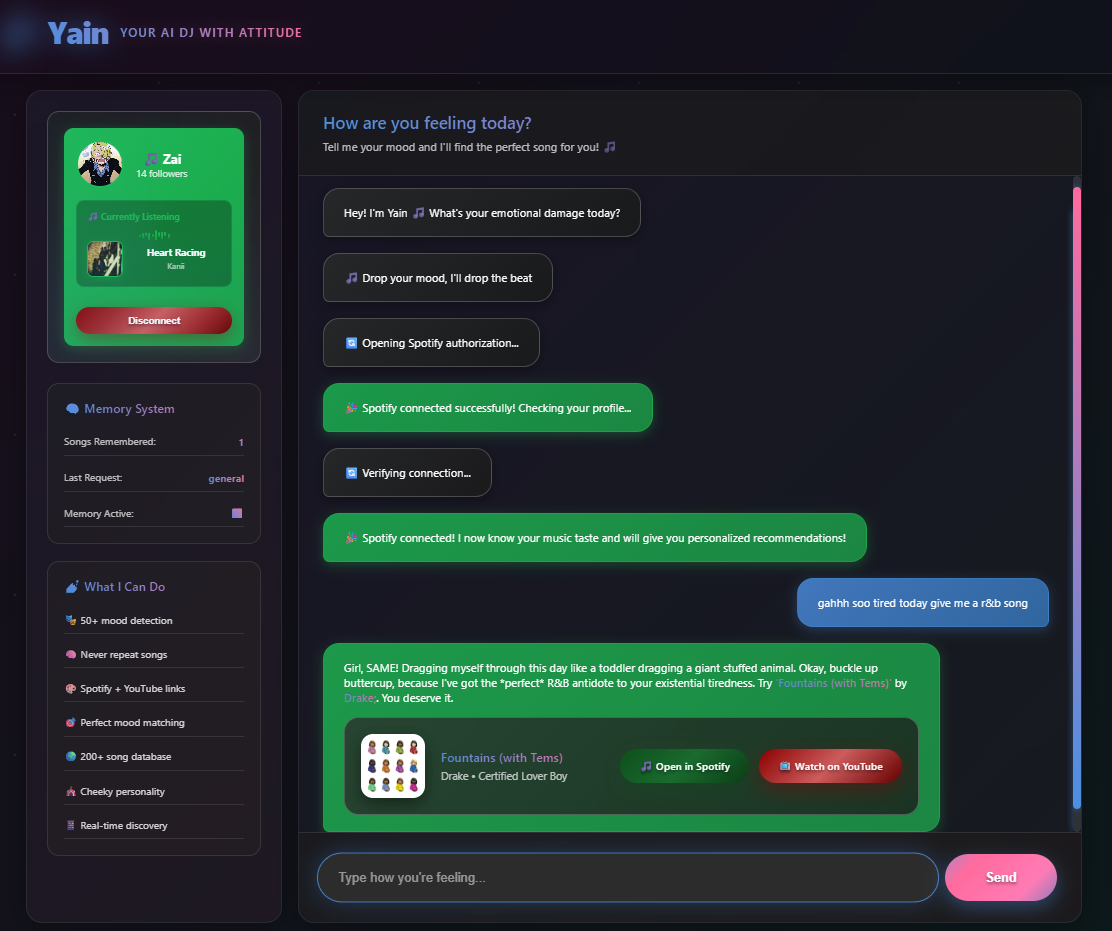 Yain YOUR AI DJ WITH ATTITUDE
🎵 Zai
14 followers
🎵 Currently Listening
Heart Racing
Kanii
Disconnect
🧠 Memory System
Songs Remembered: 1
Last Request: general
Memory Active:
What I Can Do
🎭 50+ mood detection
🧠 Never repeat songs
🎨 Spotify + YouTube links
🎯 Perfect mood matching
🌍 200+ song database
🎪 Cheeky personality
Real-time discovery
How are you feeling today?
Tell me your mood and I'll find the perfect song for you! 🎵
Hey! I'm Yain 🎵 What's your emotional damage today?
🎵 Drop your mood, I'll drop the beat
🔄 Opening Spotify authorization...
🎉 Spotify connected successfully! Checking your profile...
🔄 Verifying connection...
🎉 Spotify connected! I now know your music taste and will give you personalized recommendations!
gahhh soo tired today give me a r&b song
Girl, SAME! Dragging myself through this day like a toddler dragging a giant stuffed animal. Okay, buckle up
buttercup, because I've got the *perfect* R&B antidote to your existential tiredness. Try 'Fountains (with Tems)' by
Drake;. You deserve it.
Fountains (with Tems)
Drake • Certified Lover Boy
🎵 Open in Spotify
📺 Watch on YouTube
Type how you're feeling...
Send